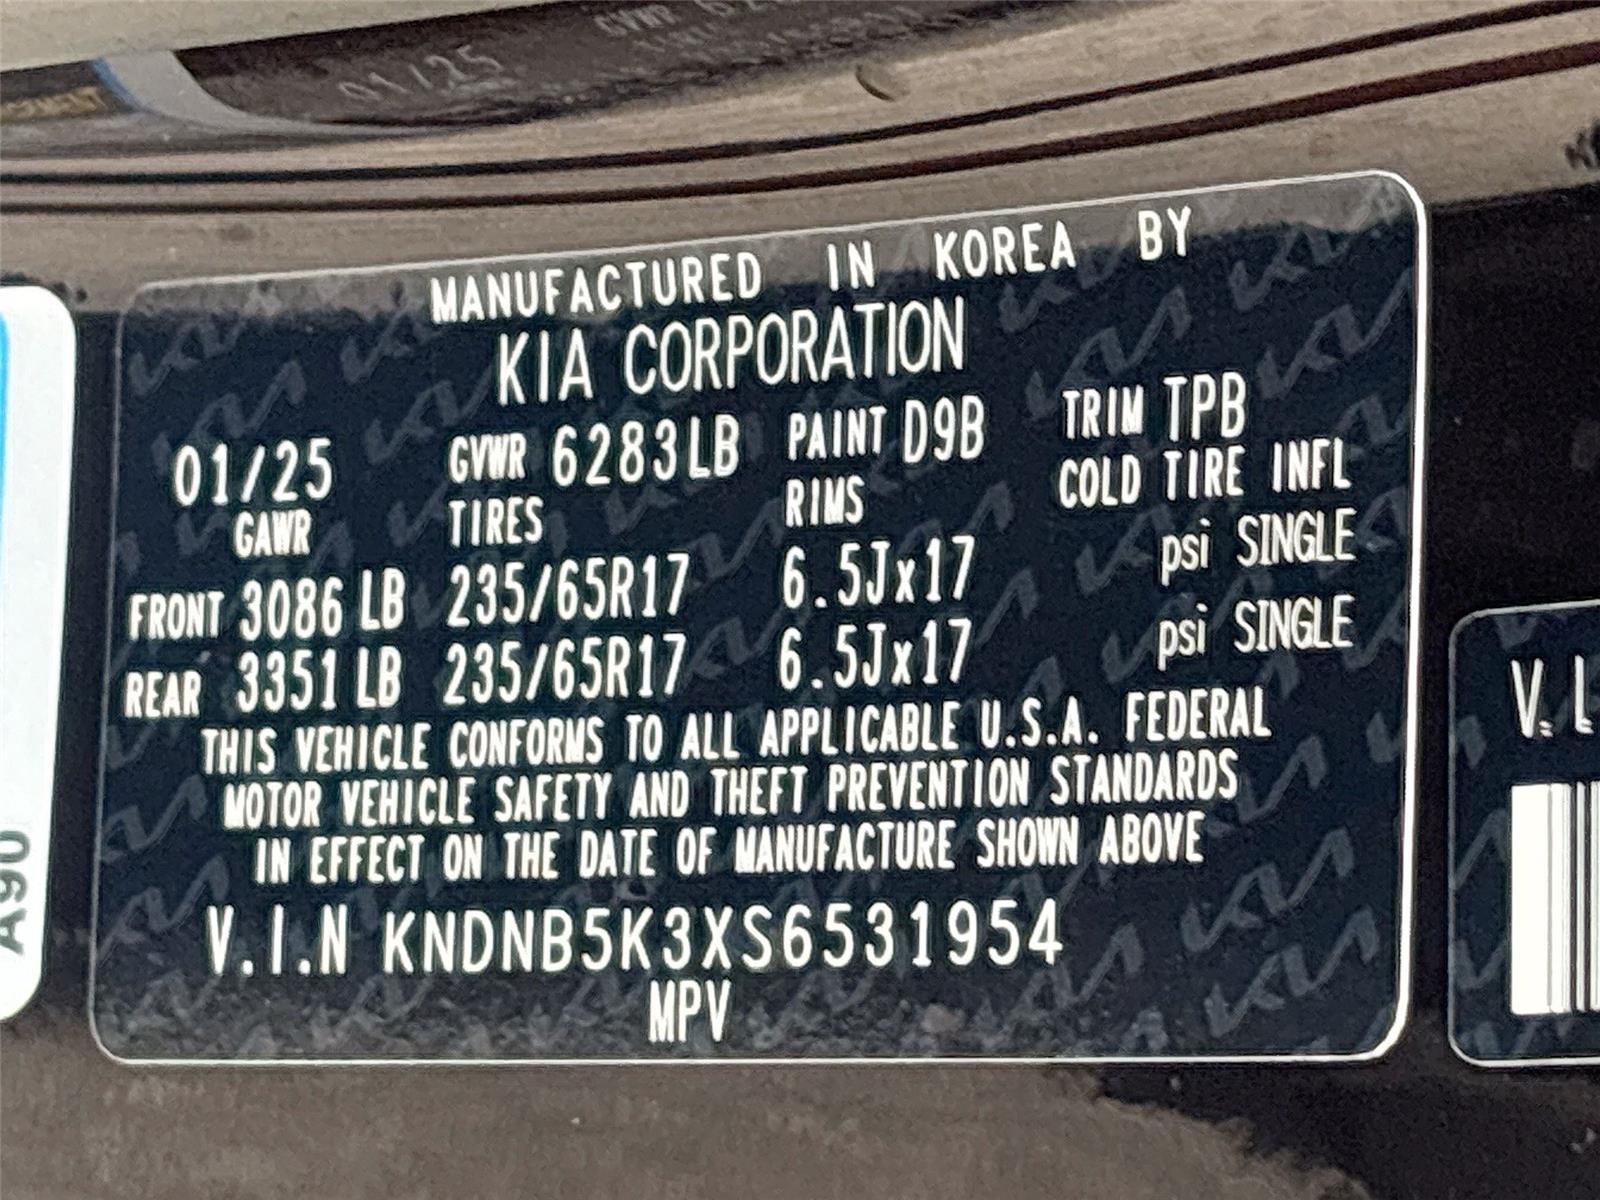 01/25
MANUFACTURED IN KOREA BY
KIA CORPORATION
01/25 GVWR 6283LB PAINT D9B TRIM TPB
GAWR TIRES RIMS COLD TIRE INFL
FRONT 3086 LB 235/65R17 6.5Jx17 psi SINGLE
REAR 3351 LB 235/65R17 6.5Jx17 psi SINGLE
THIS VEHICLE CONFORMS TO ALL APPLICABLE U.S.A. FEDERAL
MOTOR VEHICLE SAFETY AND THEFT PREVENTION STANDARDS
IN EFFECT ON THE DATE OF MANUFACTURE SHOWN ABOVE
V.I.N KNDNB5K3XS6531954
MPV
A90
V.I